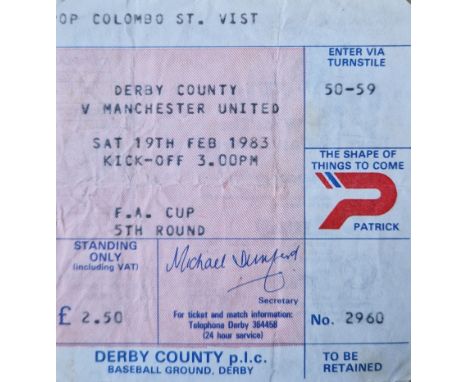 POP COLOMBO ST. VIST
ENTER VIA
TURNSTILE
50-59
DERBY COUNTY
V MANCHESTER UNITED
SAT 19TH FEB 1983
KICK-OFF 3.00PM
F.A. CUP
5TH ROUND
THE SHAPE OF
THINGS TO COME
PATRICK
STANDING
ONLY
(including VAT)
£ 2.50
Michael Dunford
Secretary
For ticket and match information:
Telephone Derby 364458
(24 hour service)
No. 2960
DERBY COUNTY p.l.c.
BASEBALL GROUND, DERBY
TO BE
RETAINED